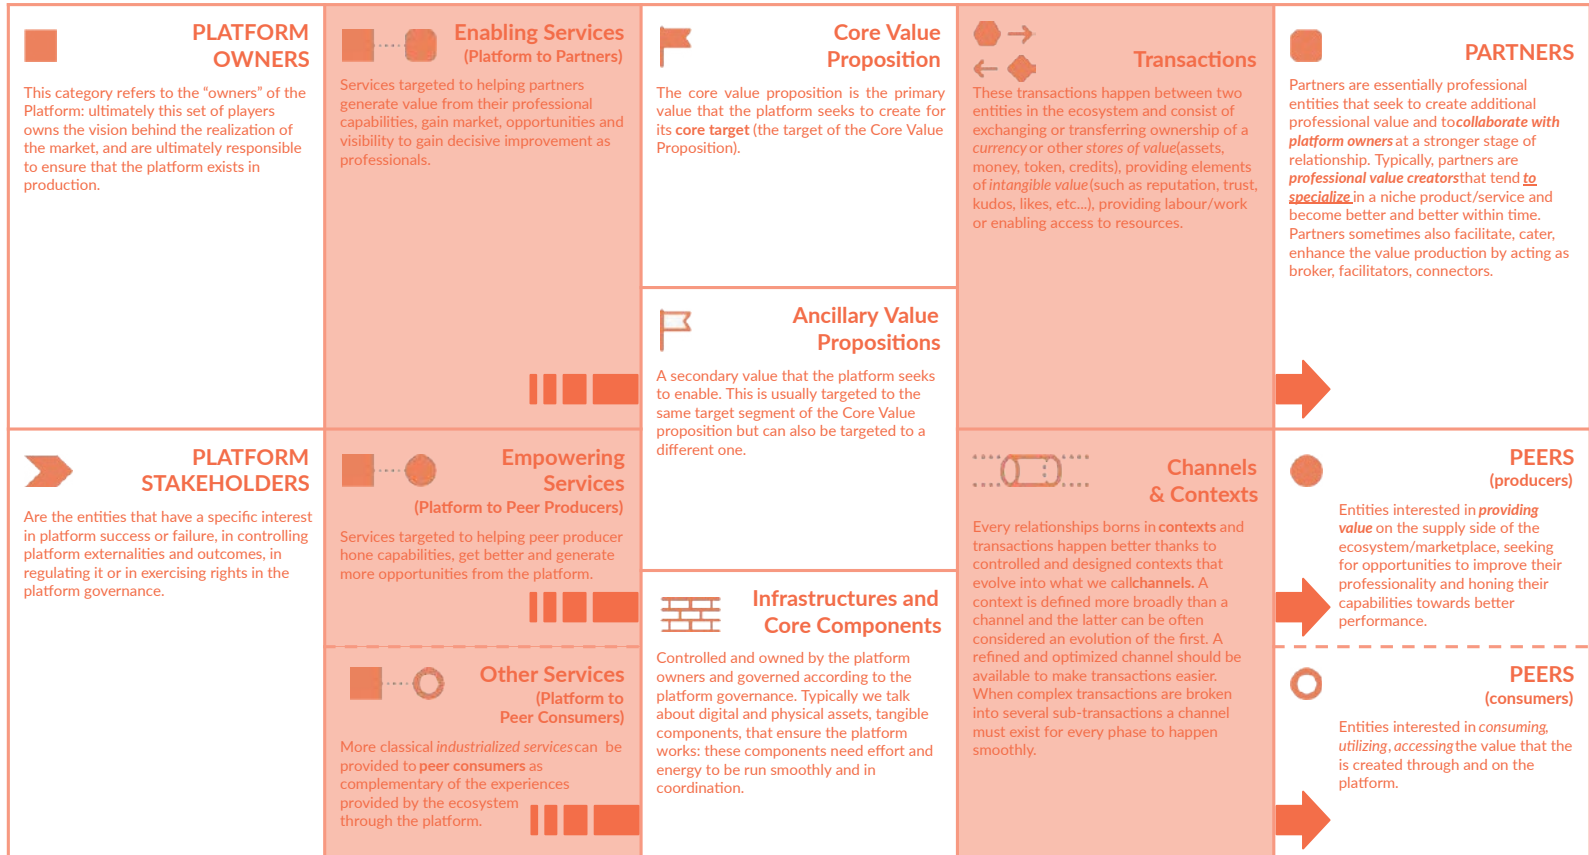 PLATFORM
OWNERS
This category refers to the “owners” of the
Platform: ultimately this set of players
owns the vision behind the realization of
the market, and are ultimately responsible
to ensure that the platform exists in
production.
Enabling Services
(Platform to Partners)
Services targeted to helping partners
generate value from their professional
capabilities, gain market, opportunities and
visibility to gain decisive improvement as
professionals.
Core Value
Proposition
The core value proposition is the primary
value that the platform seeks to create for
its core target (the target of the Core Value
Proposition).
Ancillary Value
Propositions
A secondary value that the platform seeks
to enable. This is usually targeted to the
same target segment of the Core Value
proposition but can also be targeted to a
different one.
Transactions
These transactions happen between two
entities in the ecosystem and consist of
exchanging or transferring ownership of a
currency or other stores of value(assets,
money, token, credits), providing elements
of intangible value(such as reputation, trust,
kudos, likes, etc...), providing labour/work
or enabling access to resources.
PARTNERS
Partners are essentially professional
entities that seek to create additional
professional value and tocollaborate with
platform owners at a stronger stage of
relationship. Typically, partners are
professional value creatorsthat tend to
specialize in a niche product/service and
become better and better within time.
Partners sometimes also facilitate, cater,
enhance the value production by acting as
broker, facilitators, connectors.
PLATFORM
STAKEHOLDERS
Are the entities that have a specific interest
in platform success or failure, in controlling
platform externalities and outcomes, in
regulating it or in exercising rights in the
platform governance.
Empowering
Services
(Platform to Peer Producers)
Services targeted to helping peer producer
hone capabilities, get better and generate
more opportunities from the platform.
Other Services
(Platform to
Peer Consumers)
More classical industrialized services can be
provided to peer consumers as
complementary of the experiences
provided by the ecosystem
through the platform.
Infrastructures and
Core Components
Controlled and owned by the platform
owners and governed according to the
platform governance. Typically we talk
about digital and physical assets, tangible
components, that ensure the platform
works: these components need effort and
energy to be run smoothly and in
coordination.
Channels
& Contexts
Every relationships borns in contexts and
transactions happen better thanks to
controlled and designed contexts that
evolve into what we callchannels. A
context is defined more broadly than a
channel and the latter can be often
considered an evolution of the first. A
refined and optimized channel should be
available to make transactions easier.
When complex transactions are broken
into several sub-transactions a channel
must exist for every phase to happen
smoothly.
PEERS
(producers)
Entities interested in providing
value on the supply side of the
ecosystem/marketplace, seeking
for opportunities to improve their
professionality and honing their
capabilities towards better
performance.
PEERS
(consumers)
Entities interested in consuming,
utilizing, accessing the value that the
is created through and on the
platform.